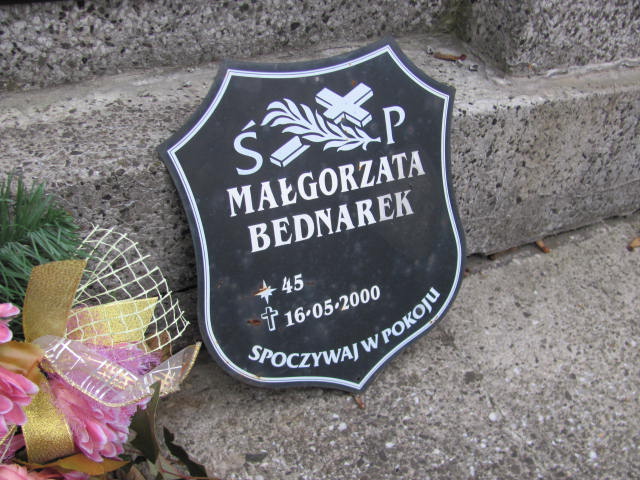 Ś P
MAŁGORZATA
BEDNAREK
45
16-05-2000
SPOCZYWAJ W POKOJU